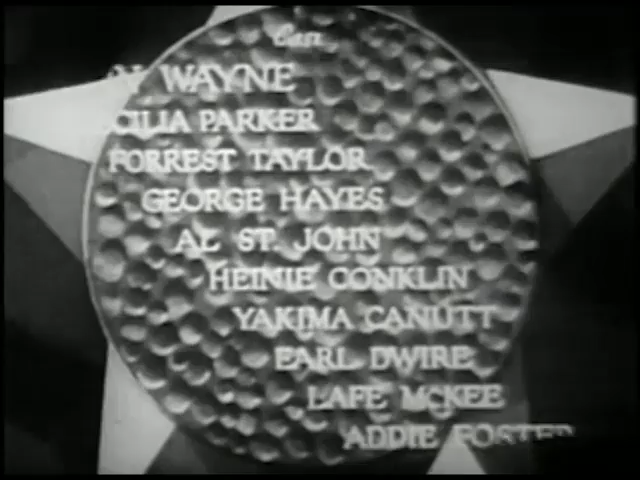 Cast
N WAYNE
CILIA PARKER
FORREST TAYLOR
GEORGE HAYES
AL ST. JOHN
HEINIE CONKLIN
YAKIMA CANUTT
EARL DWIRE
LAFE McKEE
ADDIE FOSTER